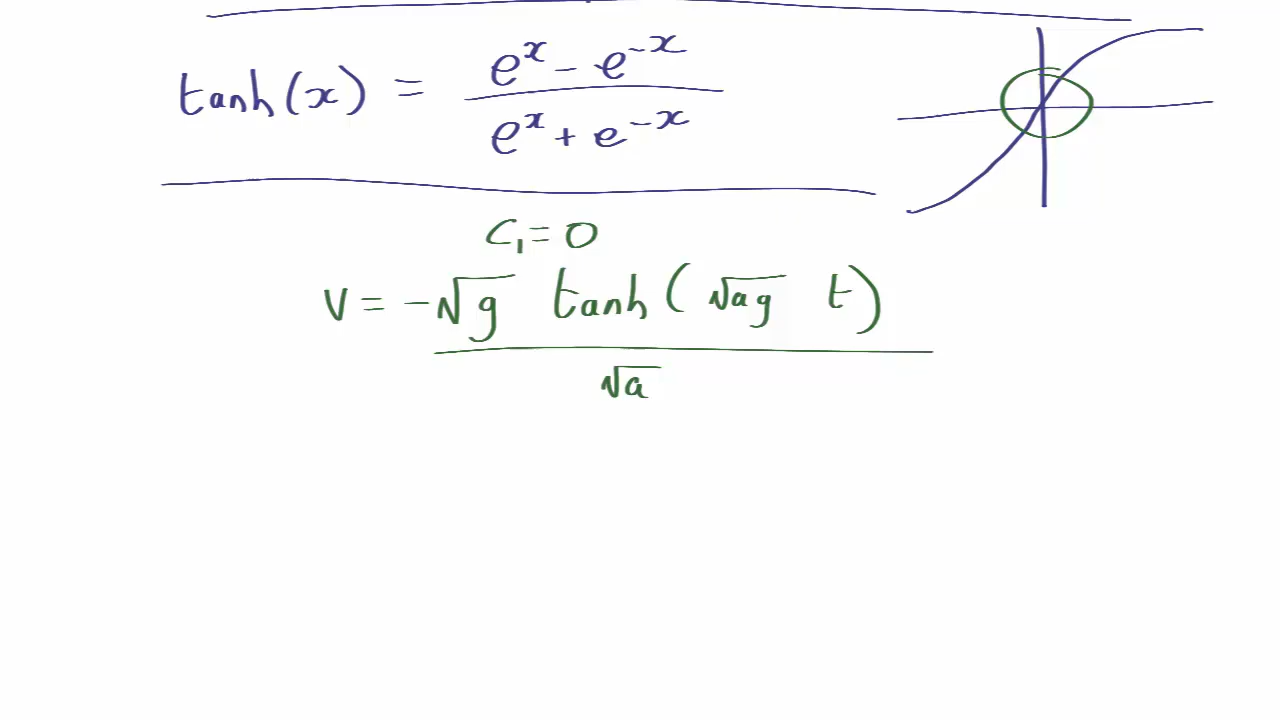 tanh(x) = (e^x - e^-x) / (e^x + e^-x)
C₁ = 0
V = -√g tanh(√ag t)
√a